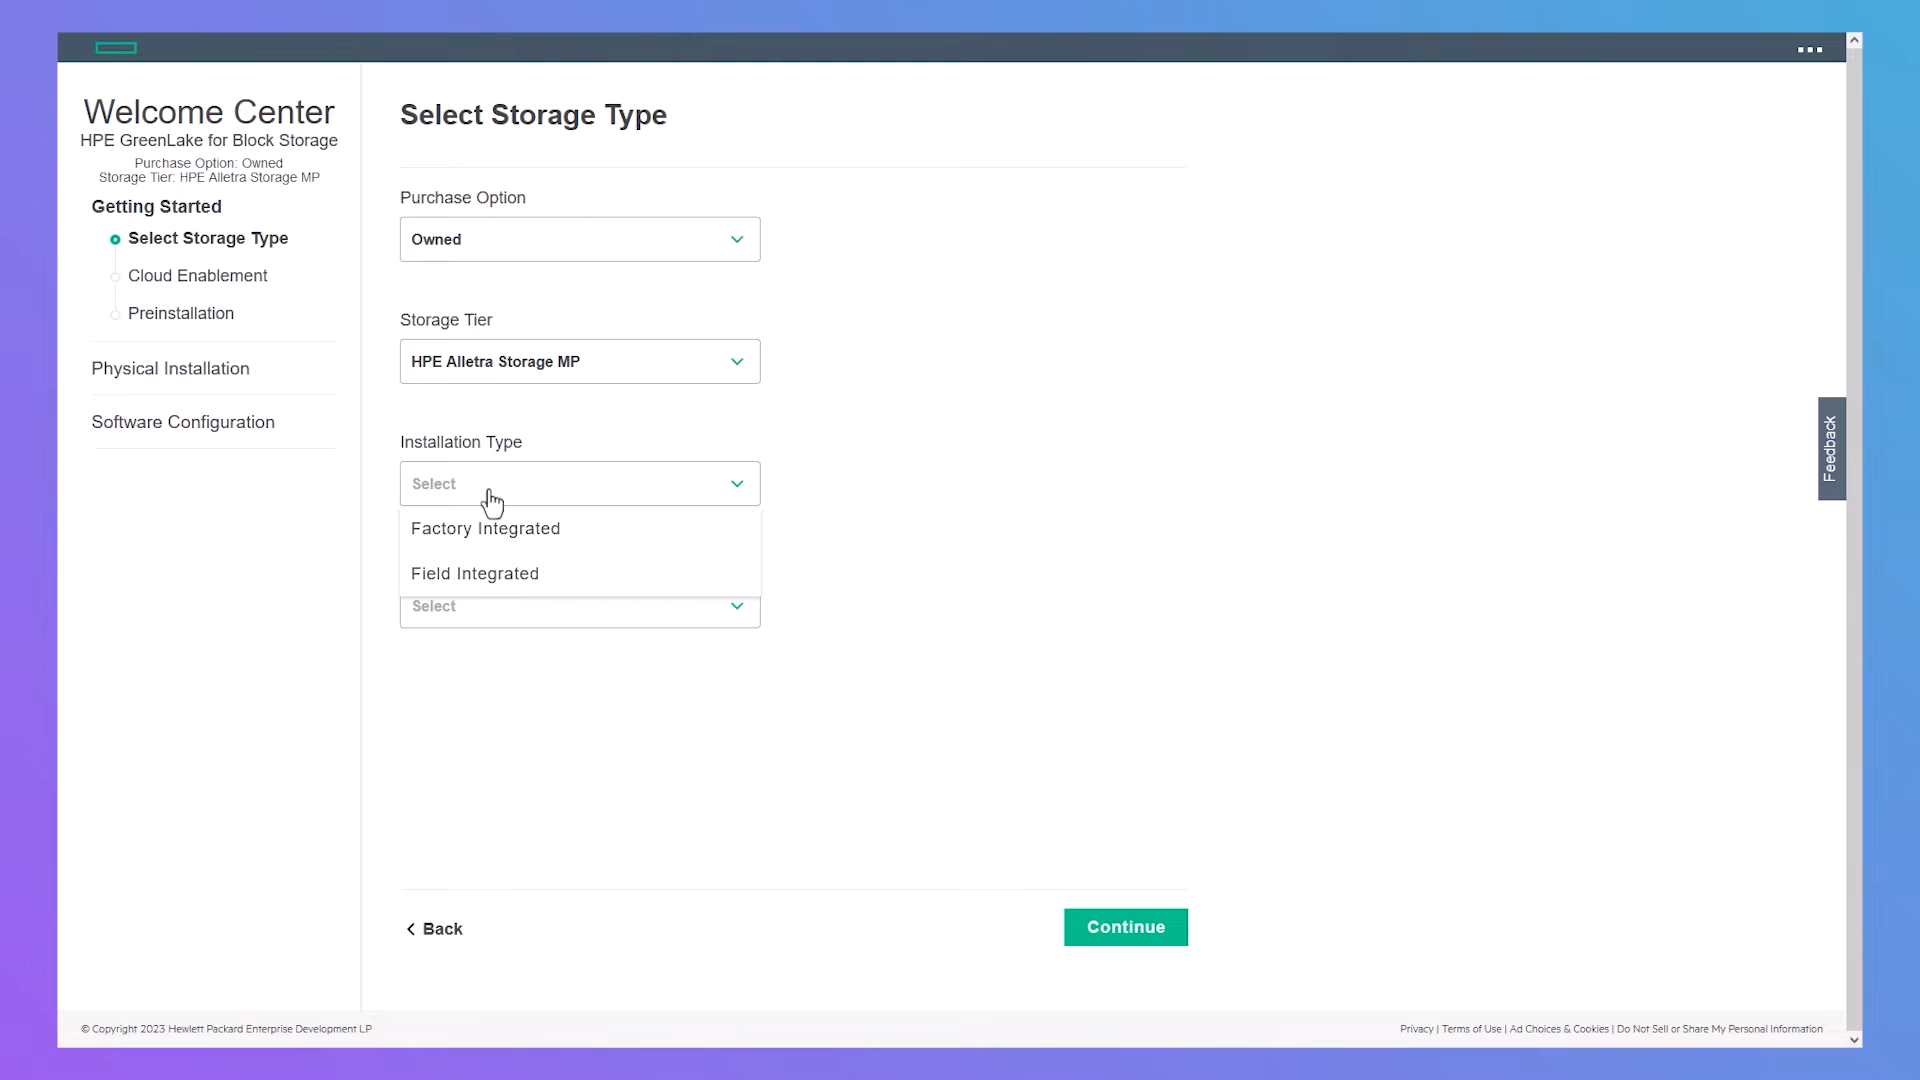 Welcome Center
HPE GreenLake for Block Storage
Purchase Option: Owned
Storage Tier: HPE Alletra Storage MP
Getting Started
Select Storage Type
Cloud Enablement
Preinstallation
Physical Installation
Software Configuration
Select Storage Type
Purchase Option
Owned
Storage Tier
HPE Alletra Storage MP
Installation Type
Select
Factory Integrated
Field Integrated
Select
Back
Continue
Feedback
© Copyright 2023 Hewlett Packard Enterprise Development LP
Privacy | Terms of Use | Ad Choices & Cookies | Do Not Sell or Share My Personal Information